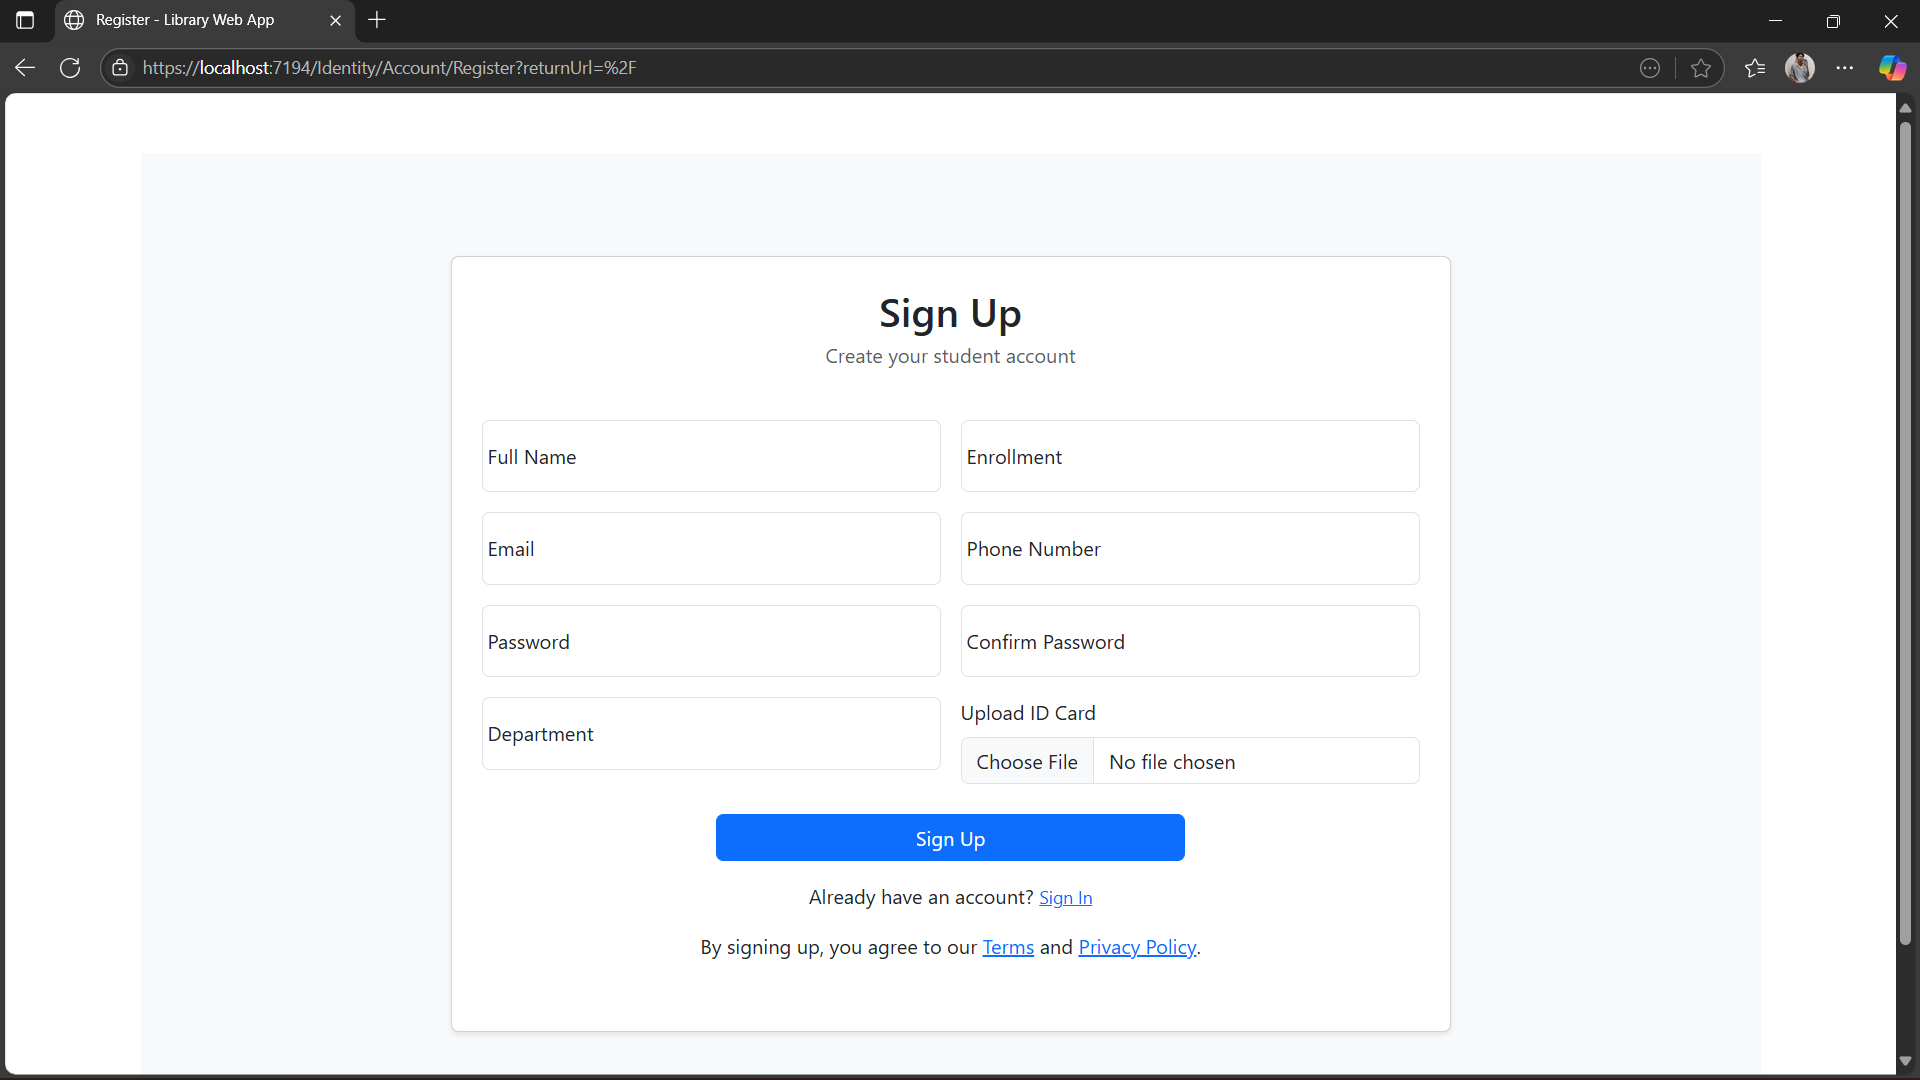 Register - Library Web App
https://localhost:7194/Identity/Account/Register?returnUrl=%2F
Sign Up
Create your student account
Full Name
Enrollment
Email
Phone Number
Password
Confirm Password
Department
Upload ID Card
Choose File
No file chosen
Sign Up
Already have an account? Sign In
By signing up, you agree to our Terms and Privacy Policy.